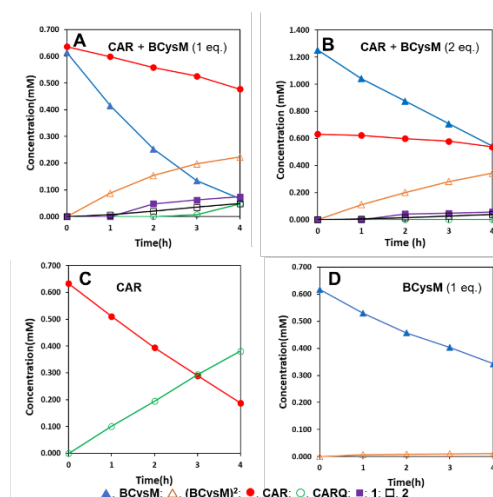 A
CAR + BCysM (1 eq.)
Concentration (mM)
0.700
0.600
0.500
0.400
0.300
0.200
0.100
0.000
0 1 2 3 4
Time(h)
B
CAR + BCysM (2 eq.)
Concentration(mM)
1.400
1.200
1.000
0.800
0.600
0.400
0.200
0.000
0 1 2 3 4
Time (h)
C
CAR
Concentration(mM)
0.700
0.600
0.500
0.400
0.300
0.200
0.100
0.000
0 1 2 3 4
Time(h)
D
BCysM (1 eq.)
Concentration(mM)
0.700
0.600
0.500
0.400
0.300
0.200
0.100
0.000
0 1 2 3 4
Time(h)
▲, BCysM; △, (BCysM)²; ●, CAR; ○, CARQ; ■, 1; □, 2